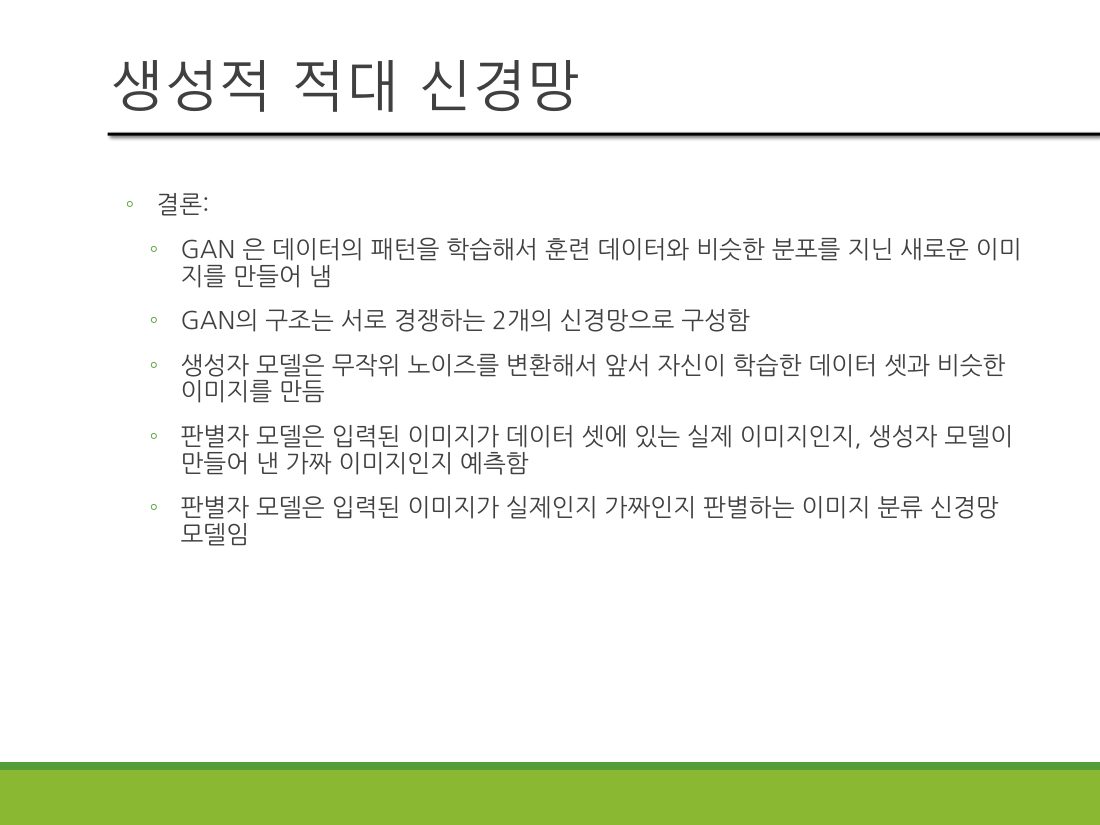 생성적 적대 신경망
◦ 결론:
◦ GAN 은 데이터의 패턴을 학습해서 훈련 데이터와 비슷한 분포를 지닌 새로운 이미
지를 만들어 냄
◦ GAN의 구조는 서로 경쟁하는 2개의 신경망으로 구성함
◦ 생성자 모델은 무작위 노이즈를 변환해서 앞서 자신이 학습한 데이터 셋과 비슷한
이미지를 만듬
◦ 판별자 모델은 입력된 이미지가 데이터 셋에 있는 실제 이미지인지, 생성자 모델이
만들어 낸 가짜 이미지인지 예측함
◦ 판별자 모델은 입력된 이미지가 실제인지 가짜인지 판별하는 이미지 분류 신경망
모델임